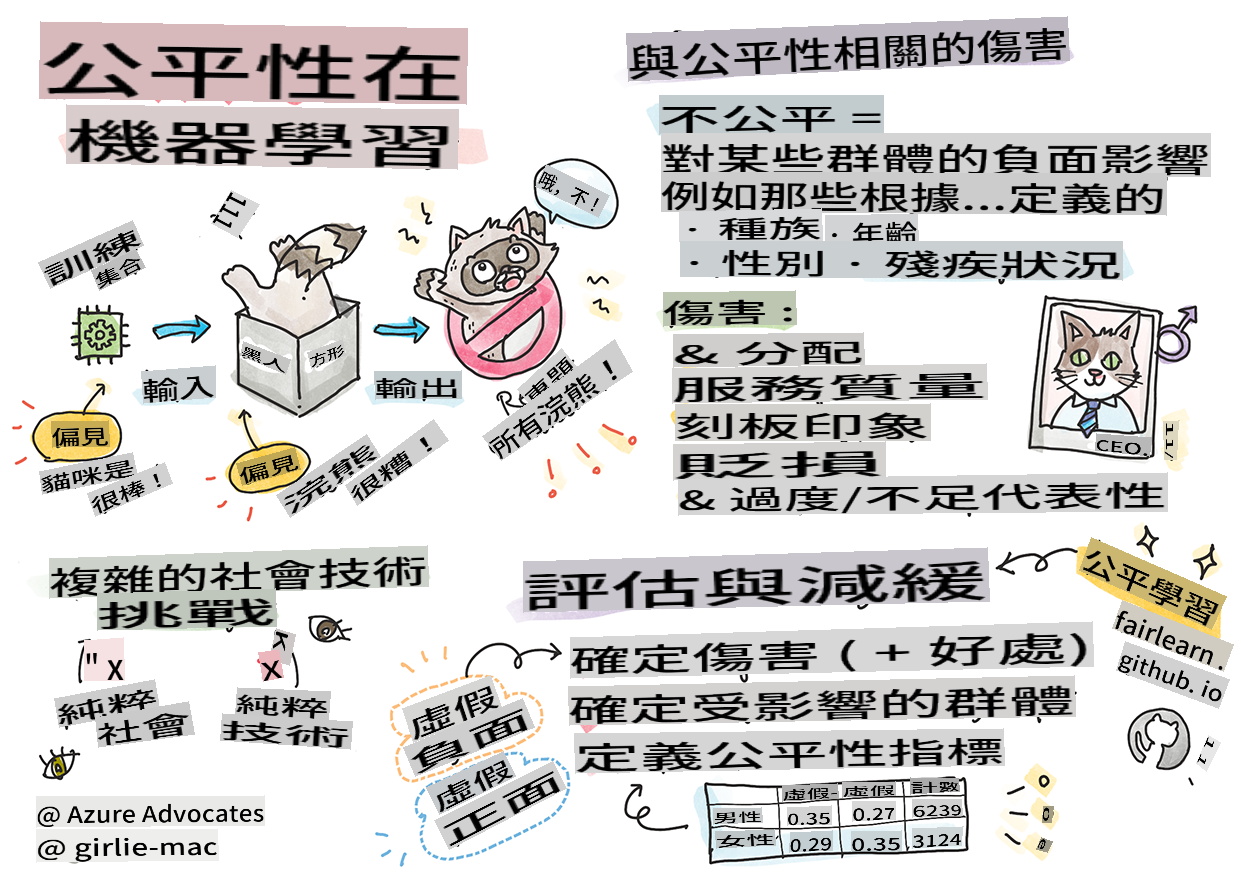 公平性在
機器學習
訓練
集合
輸入
黑人
方形
輸出
哦，不！
所有浣熊！
偏見
貓咪是
很棒！
偏見
浣熊
很糟！
與公平性相關的傷害
不公平 =
對某些群體的負面影響
例如那些根據...定義的
· 種族 · 年齡
· 性別 · 殘疾狀況
傷害 :
& 分配
服務質量
刻板印象
貶損
& 過度/不足代表性
CEO.
複雜的社會技術
挑戰
" X
純粹
社會
X
純粹
技術
@ Azure Advocates
@ girlie-mac
評估與減緩
公平學習
fairlearn.
github. io
確定傷害 ( + 好處)
確定受影響的群體
定義公平性指標
虛假
負面
虛假
正面
虛假- 虛假 計數
男性 0.35 0.27 6239
女性 0.29 0.35 3124